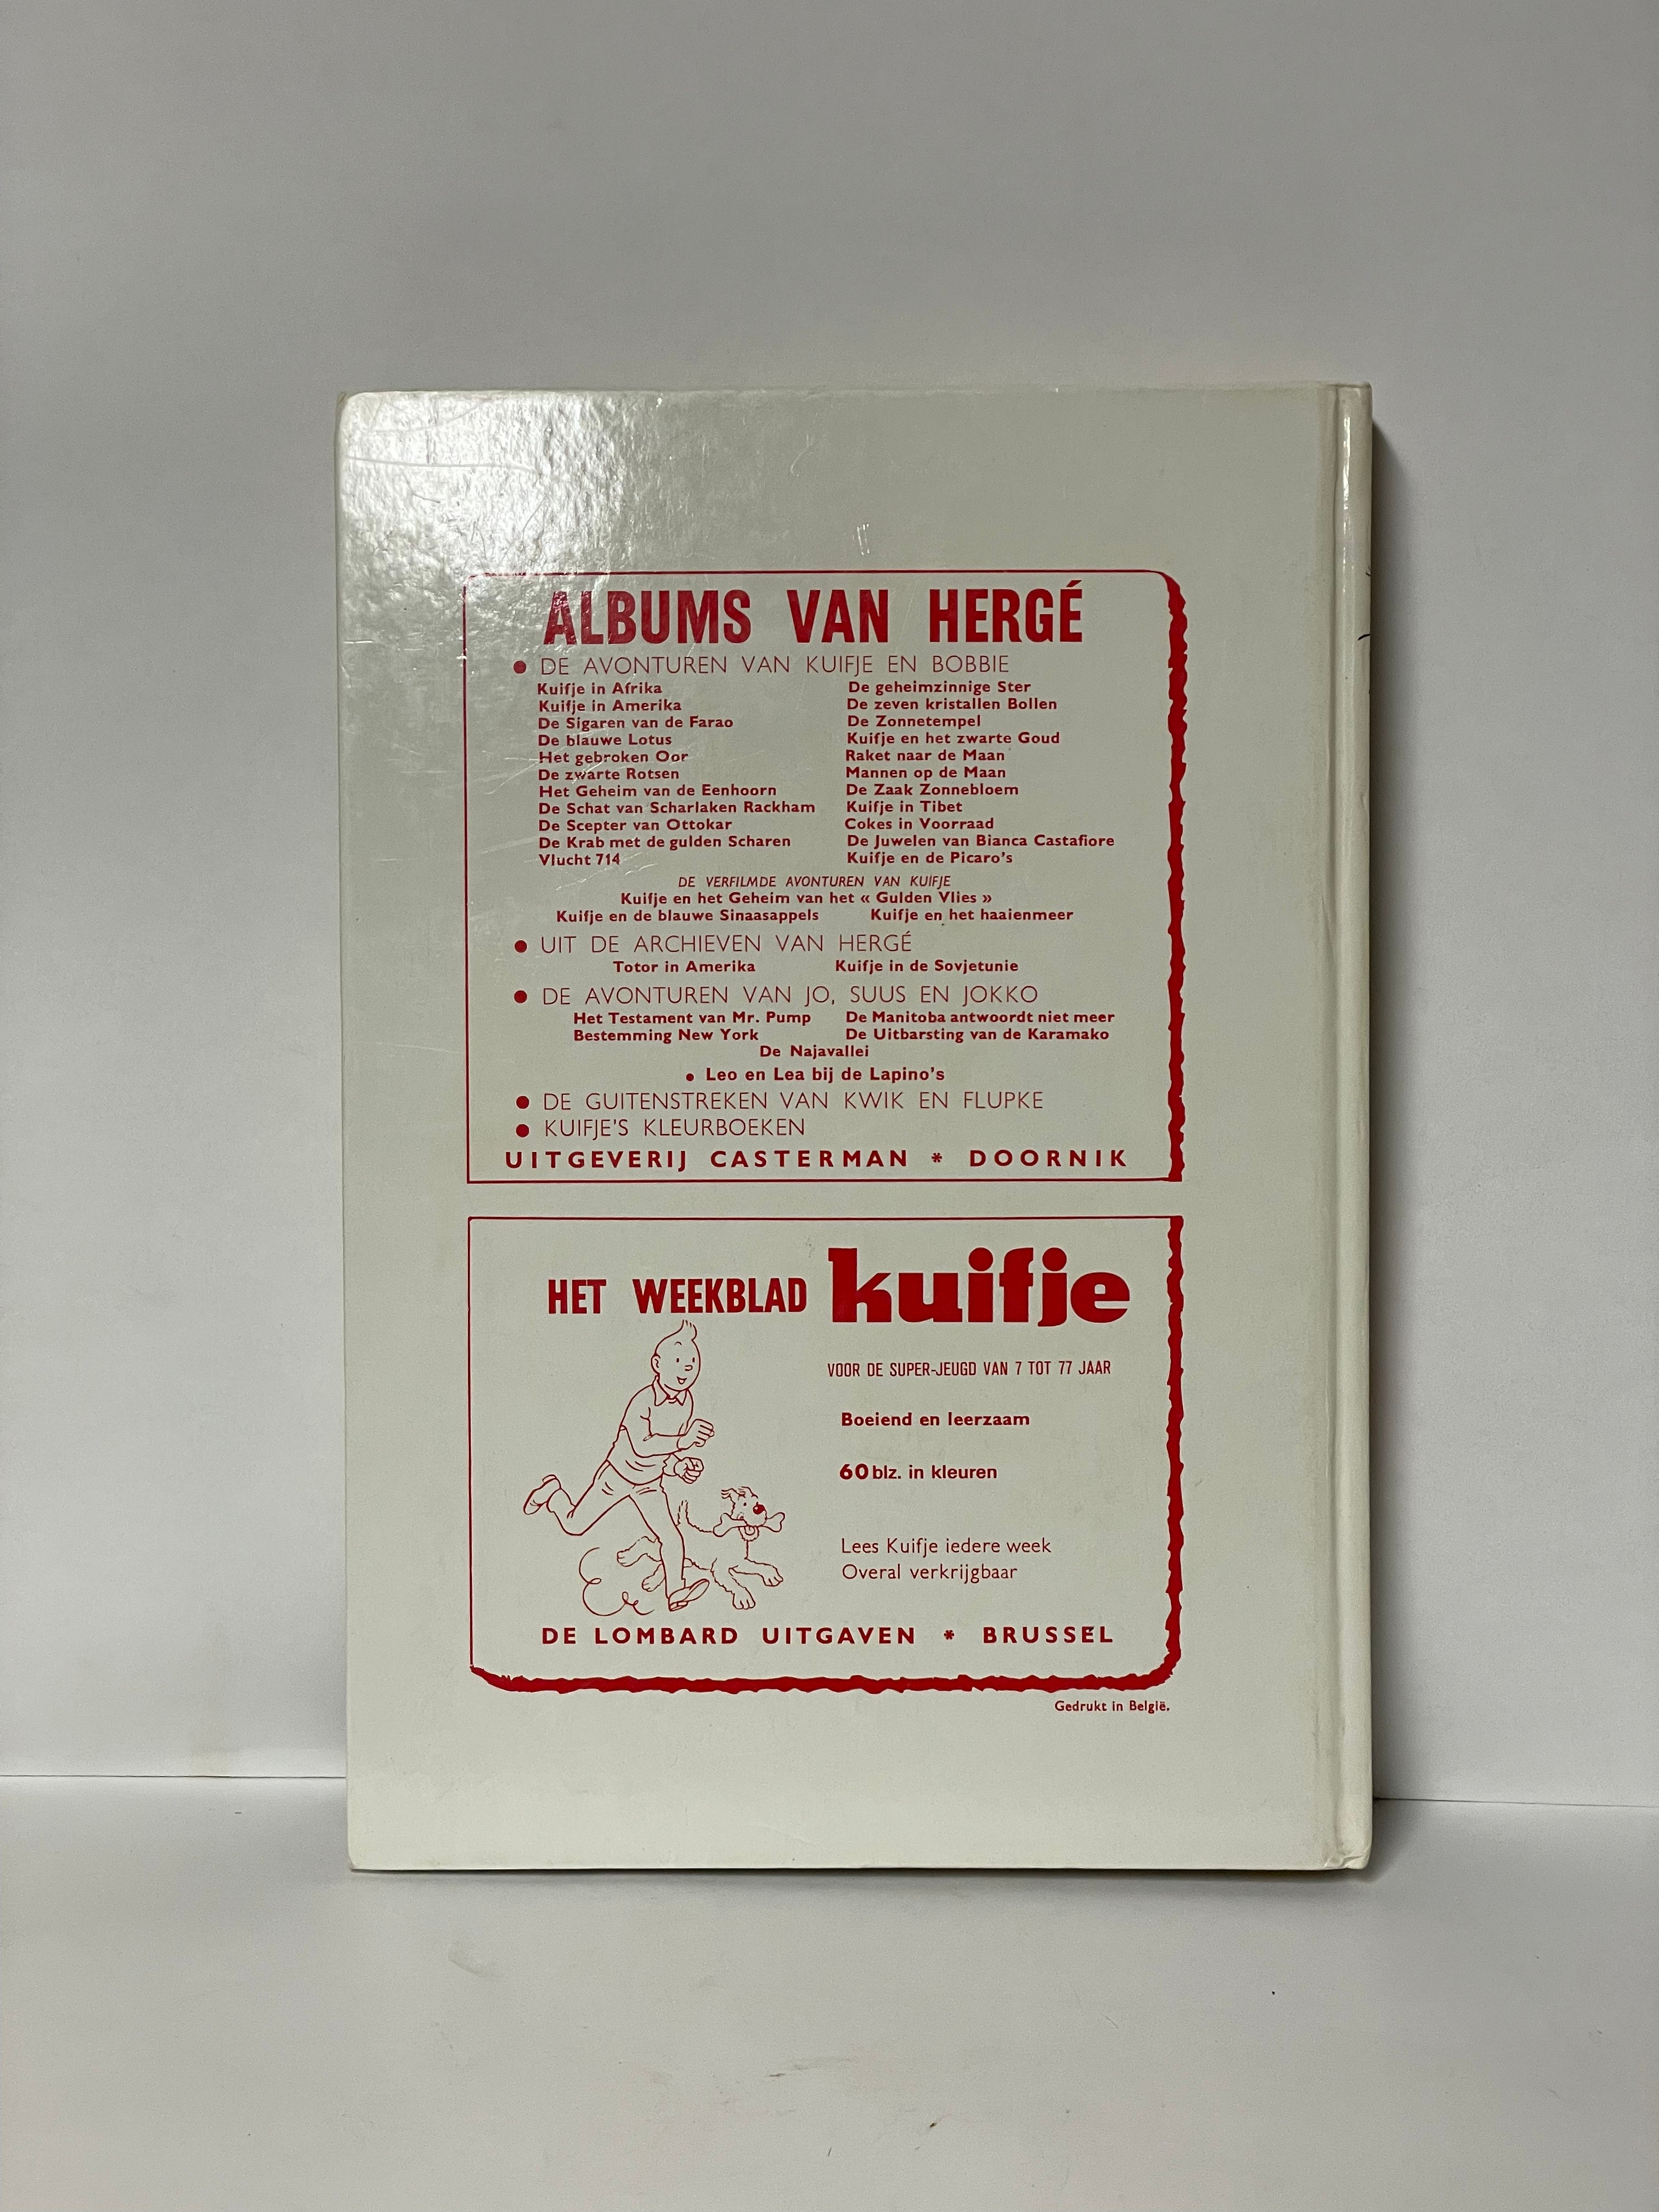 ALBUMS VAN HERGÉ
● DE AVONTUREN VAN KUIFJE EN BOBBIE
Kuifje in Afrika
Kuifje in Amerika
De Sigaren van de Farao
De blauwe Lotus
Het gebroken Oor
De zwarte Rotsen
Het Geheim van de Eenhoorn
De Schat van Scharlaken Rackham
De Scepter van Ottokar
De Krab met de gulden Scharen
Vlucht 714
De geheimzinnige Ster
De zeven kristallen Bollen
De Zonnetempel
Kuifje en het zwarte Goud
Raket naar de Maan
Mannen op de Maan
De Zaak Zonnebloem
Kuifje in Tibet
Cokes in Voorraad
De Juwelen van Bianca Castafiore
Kuifje en de Picaro's
DE VERFILMDE AVONTUREN VAN KUIFJE
Kuifje en het Geheim van het « Gulden Vlies »
Kuifje en de blauwe Sinaasappels Kuifje en het haaienmeer
● UIT DE ARCHIEVEN VAN HERGÉ
Totor in Amerika Kuifje in de Sovjetunie
● DE AVONTUREN VAN JO, SUUS EN JOKKO
Het Testament van Mr. Pump De Manitoba antwoordt niet meer
Bestemming New York De Uitbarsting van de Karamako
De Najavallei
● Leo en Lea bij de Lapino's
● DE GUITENSTREKEN VAN KWIK EN FLUPKE
● KUIFJE'S KLEURBOEKEN
UITGEVERIJ CASTERMAN * DOORNIK
HET WEEKBLAD kuifje
VOOR DE SUPER-JEUGD VAN 7 TOT 77 JAAR
Boeiend en leerzaam
60 blz. in kleuren
Lees Kuifje iedere week
Overal verkrijgbaar
DE LOMBARD UITGAVEN * BRUSSEL
Gedrukt in België.